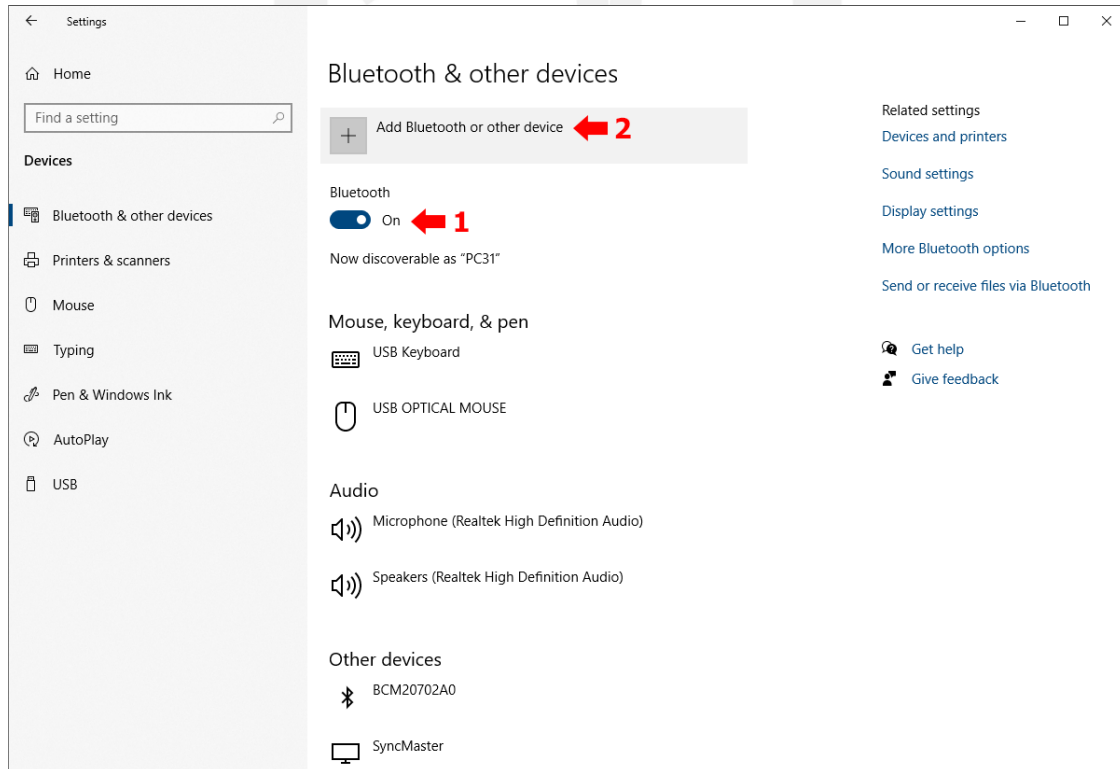 Settings
Home
Find a setting
Devices
Bluetooth & other devices
Printers & scanners
Mouse
Typing
Pen & Windows Ink
AutoPlay
USB
Bluetooth & other devices
Add Bluetooth or other device
2
Bluetooth
On
1
Now discoverable as “PC31”
Mouse, keyboard, & pen
USB Keyboard
USB OPTICAL MOUSE
Audio
Microphone (Realtek High Definition Audio)
Speakers (Realtek High Definition Audio)
Other devices
BCM20702A0
SyncMaster
Related settings
Devices and printers
Sound settings
Display settings
More Bluetooth options
Send or receive files via Bluetooth
Get help
Give feedback